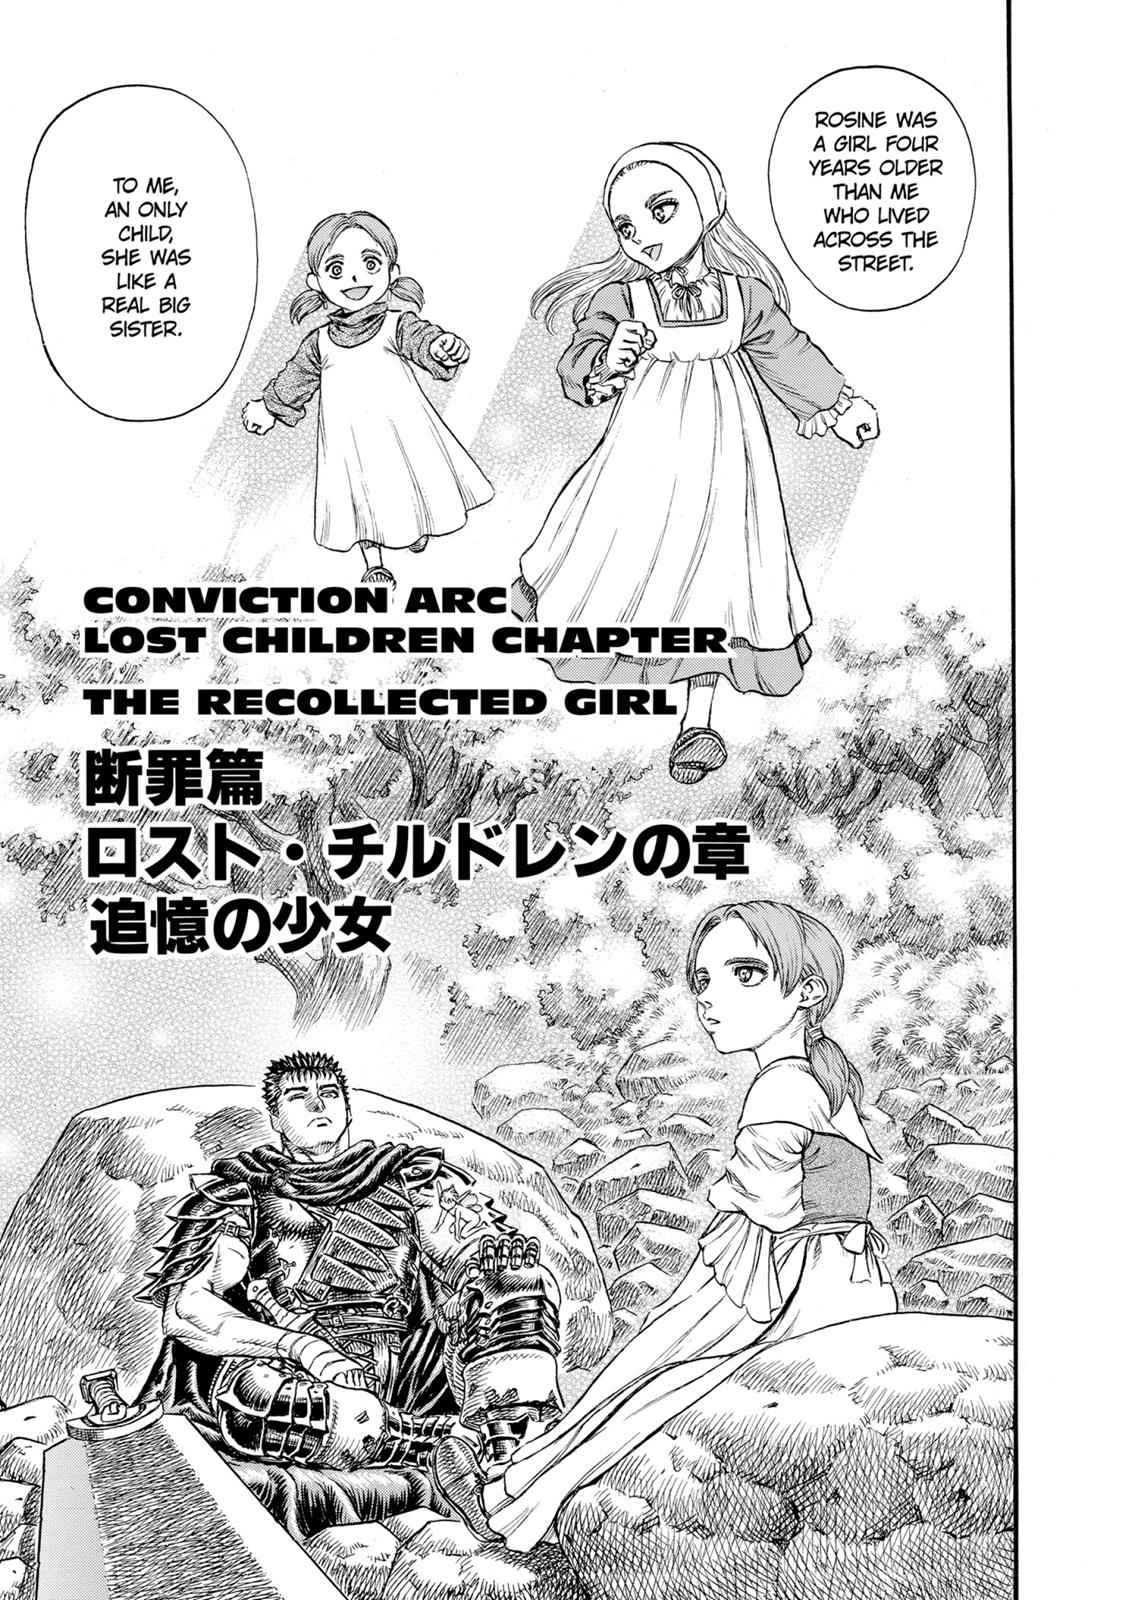 ROSINE WAS
A GIRL FOUR
YEARS OLDER
THAN ME
WHO LIVED
ACROSS THE
STREET.
TO ME,
AN ONLY
CHILD,
SHE WAS
LIKE A
REAL BIG
SISTER.
CONVICTION ARC
LOST CHILDREN CHAPTER
THE RECOLLECTED GIRL
断罪篇
ロスト・チルドレンの章
追憶の少女